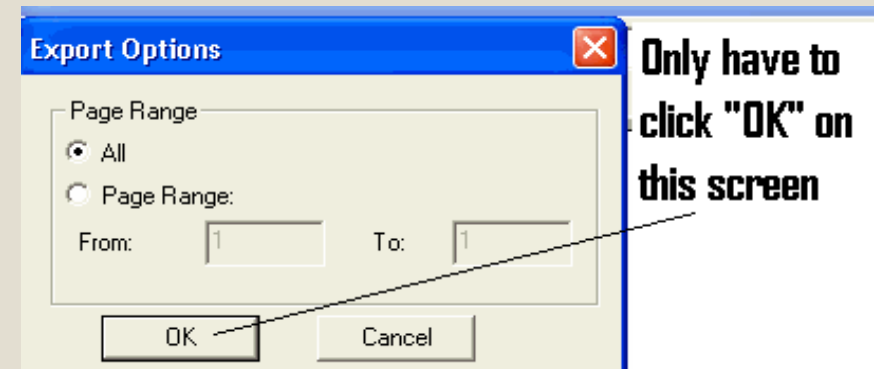 Export Options
Page Range
All
Page Range:
From: 1 To: 1
OK Cancel
Only have to
click "OK" on
this screen